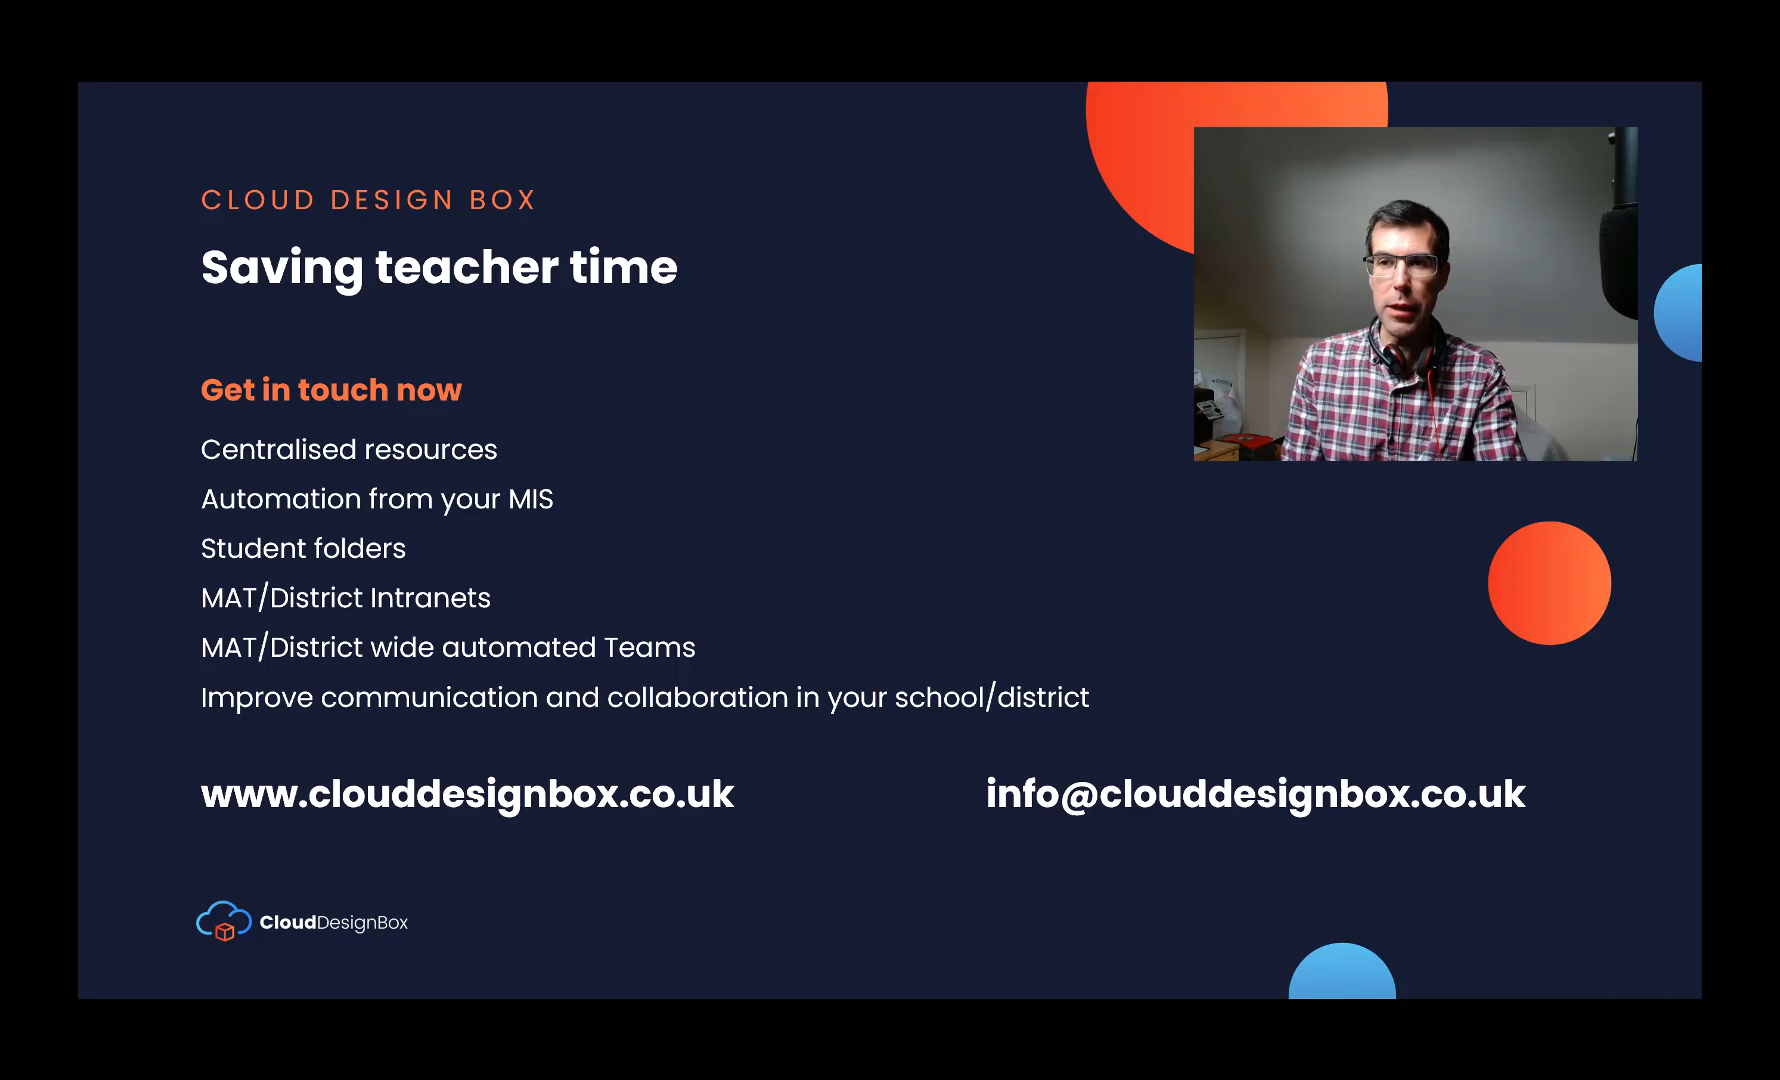 CLOUD DESIGN BOX
Saving teacher time
Get in touch now
Centralised resources
Automation from your MIS
Student folders
MAT/District Intranets
MAT/District wide automated Teams
Improve communication and collaboration in your school/district
www.clouddesignbox.co.uk
info@clouddesignbox.co.uk
CloudDesignBox